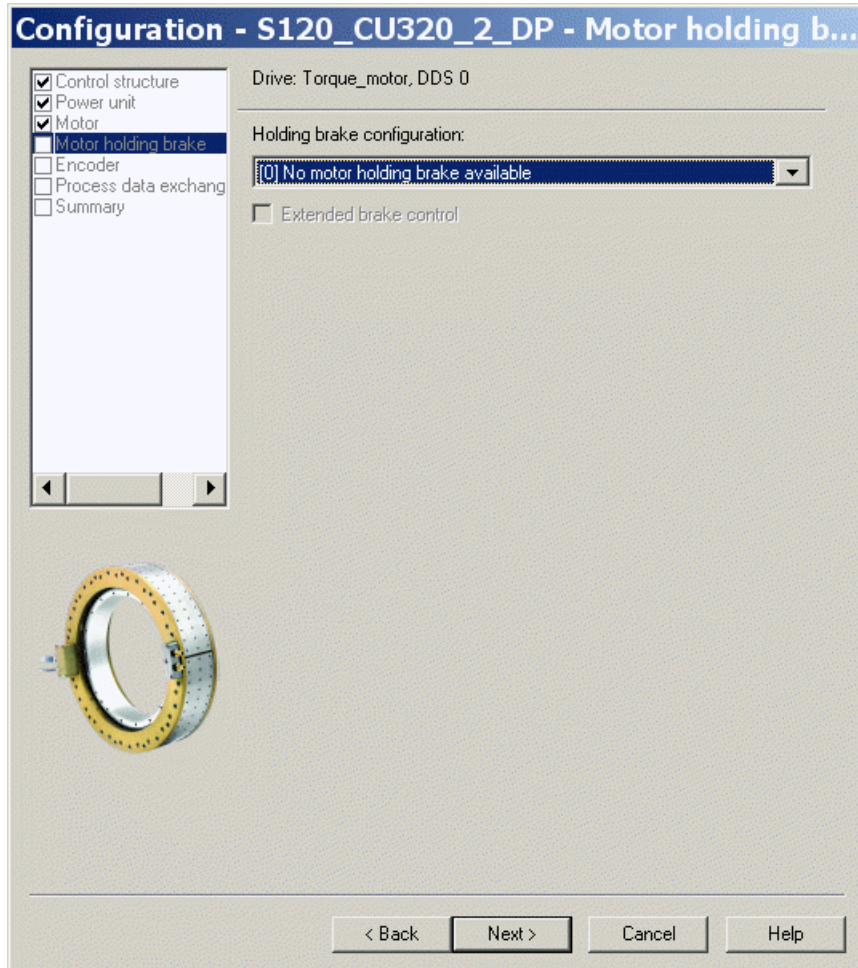 Configuration - S120_CU320_2_DP - Motor holding b...
Control structure
Power unit
Motor
Motor holding brake
Encoder
Process data exchang
Summary
Drive: Torque_motor, DDS 0
Holding brake configuration:
[0] No motor holding brake available
Extended brake control
< Back
Next >
Cancel
Help